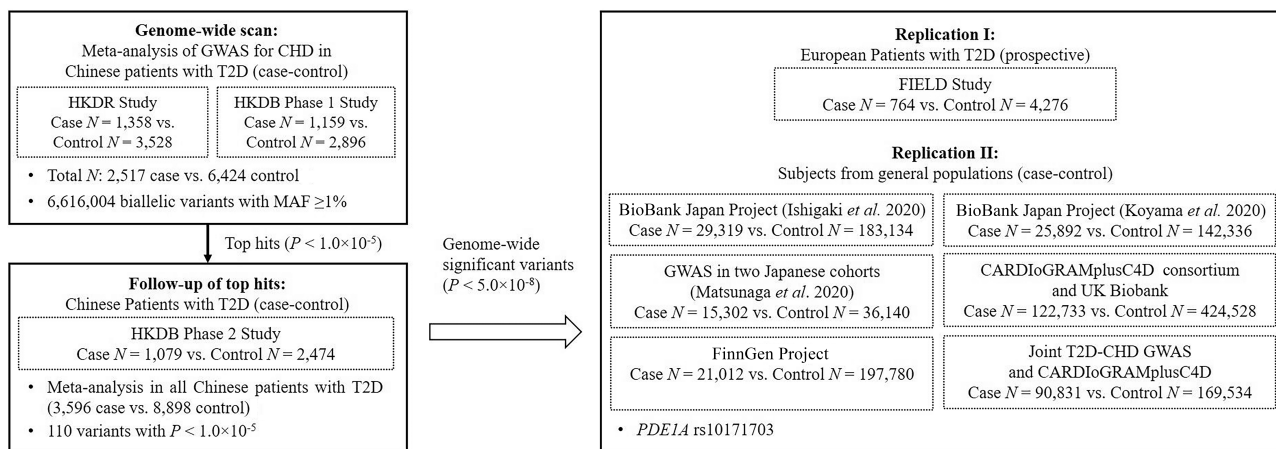 Genome-wide scan:
Meta-analysis of GWAS for CHD in
Chinese patients with T2D (case-control)
HKDR Study
Case N = 1,358 vs.
Control N = 3,528
HKDB Phase 1 Study
Case N = 1,159 vs.
Control N = 2,896
• Total N: 2,517 case vs. 6,424 control
• 6,616,004 biallelic variants with MAF ≥1%
Top hits (P < 1.0×10⁻⁵)
Follow-up of top hits:
Chinese Patients with T2D (case-control)
HKDB Phase 2 Study
Case N = 1,079 vs. Control N = 2,474
• Meta-analysis in all Chinese patients with T2D
(3,596 case vs. 8,898 control)
• 110 variants with P < 1.0×10⁻⁵
Genome-wide
significant variants
(P < 5.0×10⁻⁸)
Replication I:
European Patients with T2D (prospective)
FIELD Study
Case N = 764 vs. Control N = 4,276
Replication II:
Subjects from general populations (case-control)
BioBank Japan Project (Ishigaki et al. 2020)
Case N = 29,319 vs. Control N = 183,134
BioBank Japan Project (Koyama et al. 2020)
Case N = 25,892 vs. Control N = 142,336
GWAS in two Japanese cohorts
(Matsunaga et al. 2020)
Case N = 15,302 vs. Control N = 36,140
CARDIoGRAMplusC4D consortium
and UK Biobank
Case N = 122,733 vs. Control N = 424,528
FinnGen Project
Case N = 21,012 vs. Control N = 197,780
Joint T2D-CHD GWAS
and CARDIoGRAMplusC4D
Case N = 90,831 vs. Control N = 169,534
• PDE1A rs10171703